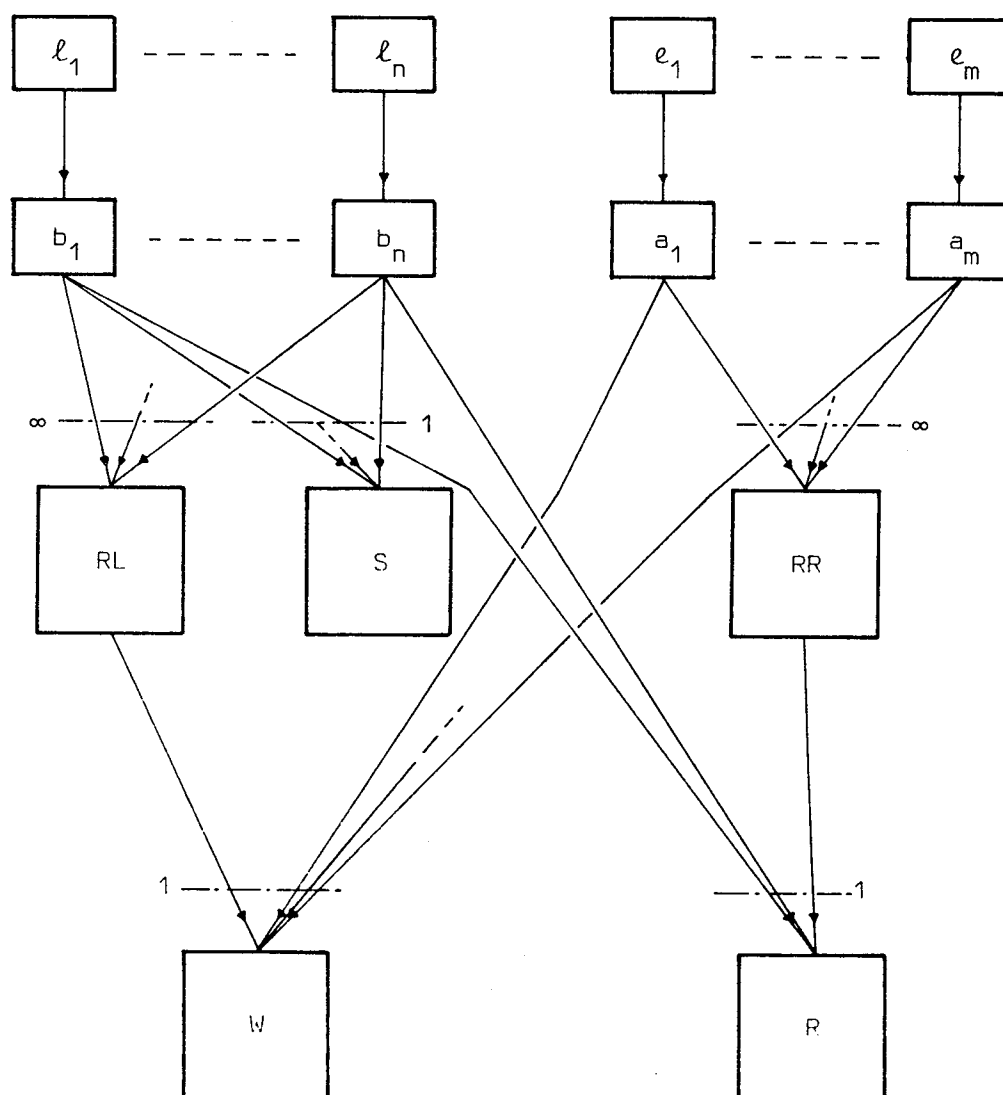 ℓ₁ ℓₙ e₁ eₘ
b₁ bₙ a₁ aₘ
∞ 1 ∞
RL S RR
1 1
W R